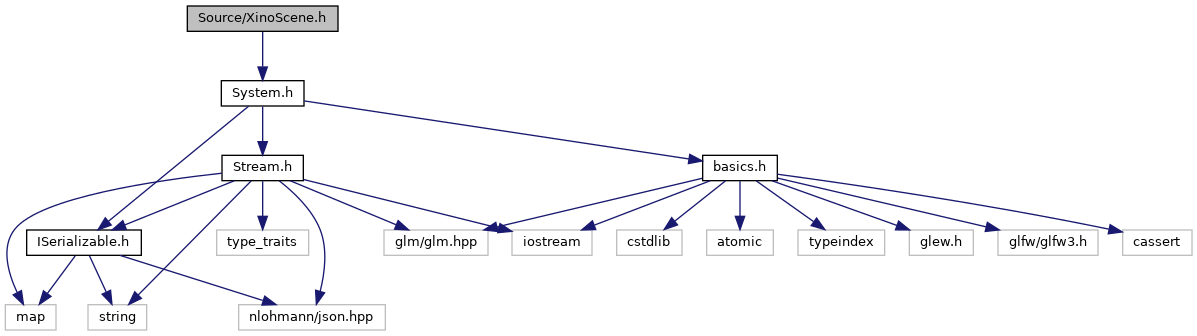 Source/XinoScene.h
System.h
Stream.h
basics.h
ISerializable.h
type_traits
glm/glm.hpp
iostream
cstdlib
atomic
typeindex
glew.h
glfw/glfw3.h
cassert
map
string
nlohmann/json.hpp